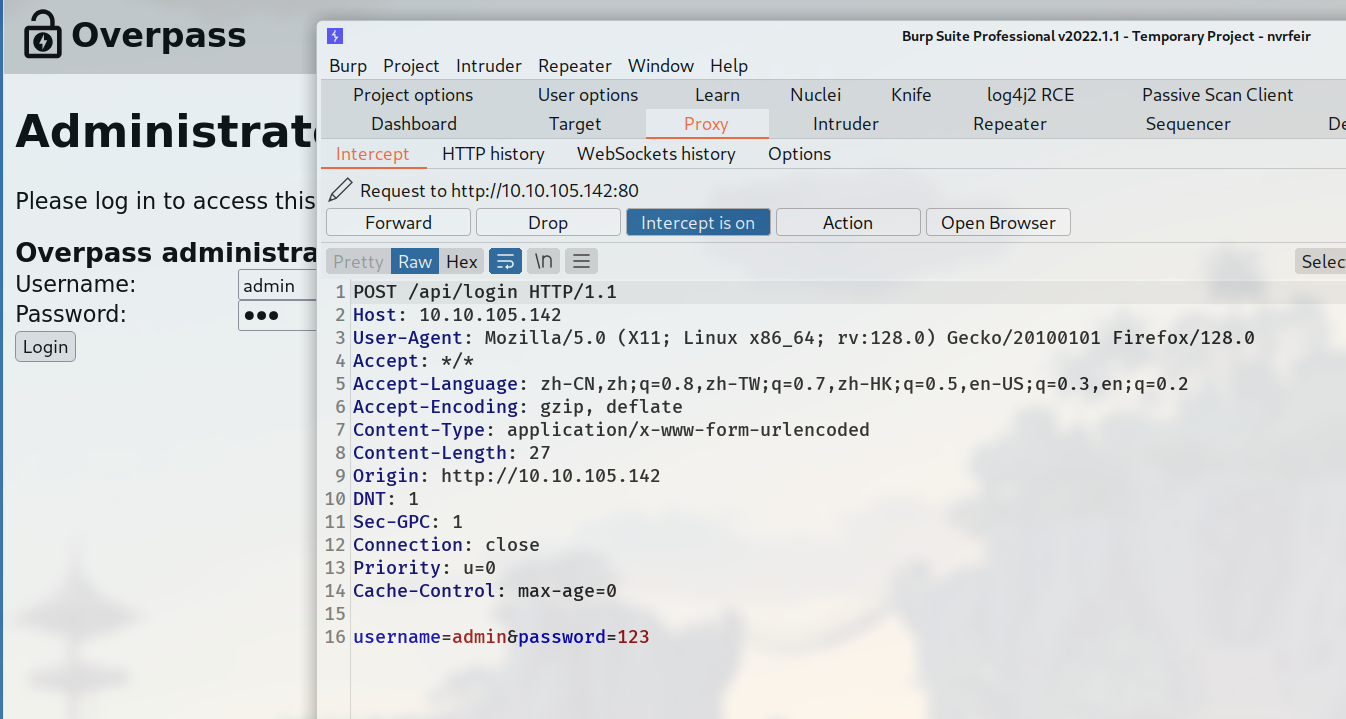 Overpass
Administrat
Please log in to access this
Overpass administra
Username:
admin
Password:
●●●
Login
Burp Suite Professional v2022.1.1 - Temporary Project - nvrfeir
Burp Project Intruder Repeater Window Help
Project options User options Learn Nuclei Knife log4j2 RCE Passive Scan Client
Dashboard Target Proxy Intruder Repeater Sequencer De
Intercept HTTP history WebSockets history Options
Request to http://10.10.105.142:80
Forward Drop Intercept is on Action Open Browser
Pretty Raw Hex \n Selec
1 POST /api/login HTTP/1.1
2 Host: 10.10.105.142
3 User-Agent: Mozilla/5.0 (X11; Linux x86_64; rv:128.0) Gecko/20100101 Firefox/128.0
4 Accept: */*
5 Accept-Language: zh-CN,zh;q=0.8,zh-TW;q=0.7,zh-HK;q=0.5,en-US;q=0.3,en;q=0.2
6 Accept-Encoding: gzip, deflate
7 Content-Type: application/x-www-form-urlencoded
8 Content-Length: 27
9 Origin: http://10.10.105.142
10 DNT: 1
11 Sec-GPC: 1
12 Connection: close
13 Priority: u=0
14 Cache-Control: max-age=0
15
16 username=admin&password=123